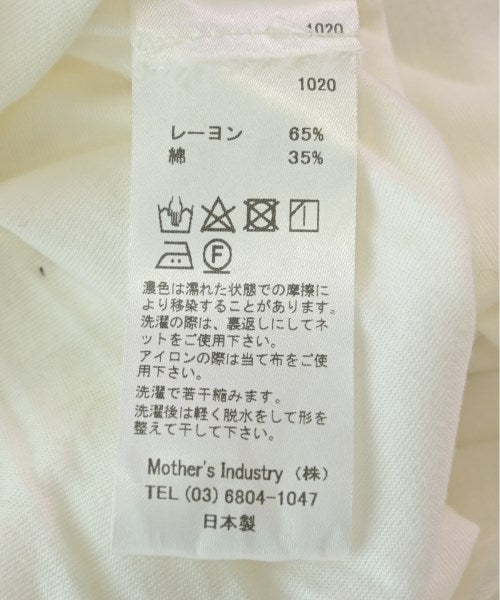 1020
1020
レーヨン 65%
綿 35%
F
濃色は濡れた状態での摩擦に
より移染することがあります。
洗濯の際は、裏返しにしてネ
ットをご使用下さい。
アイロンの際は当て布をご使
用下さい。
洗濯で若干縮みます。
洗濯後は軽く脱水をして形を
整えて干して下さい。
Mother's Industry (株)
TEL (03) 6804-1047
日本製